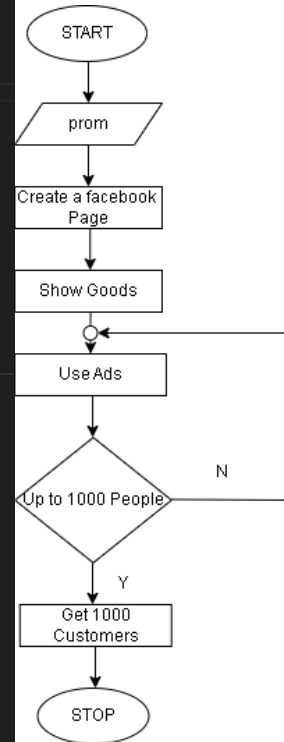 START
prom
Create a facebook
Page
Show Goods
Use Ads
Up to 1000 People
N
Y
Get 1000
Customers
STOP